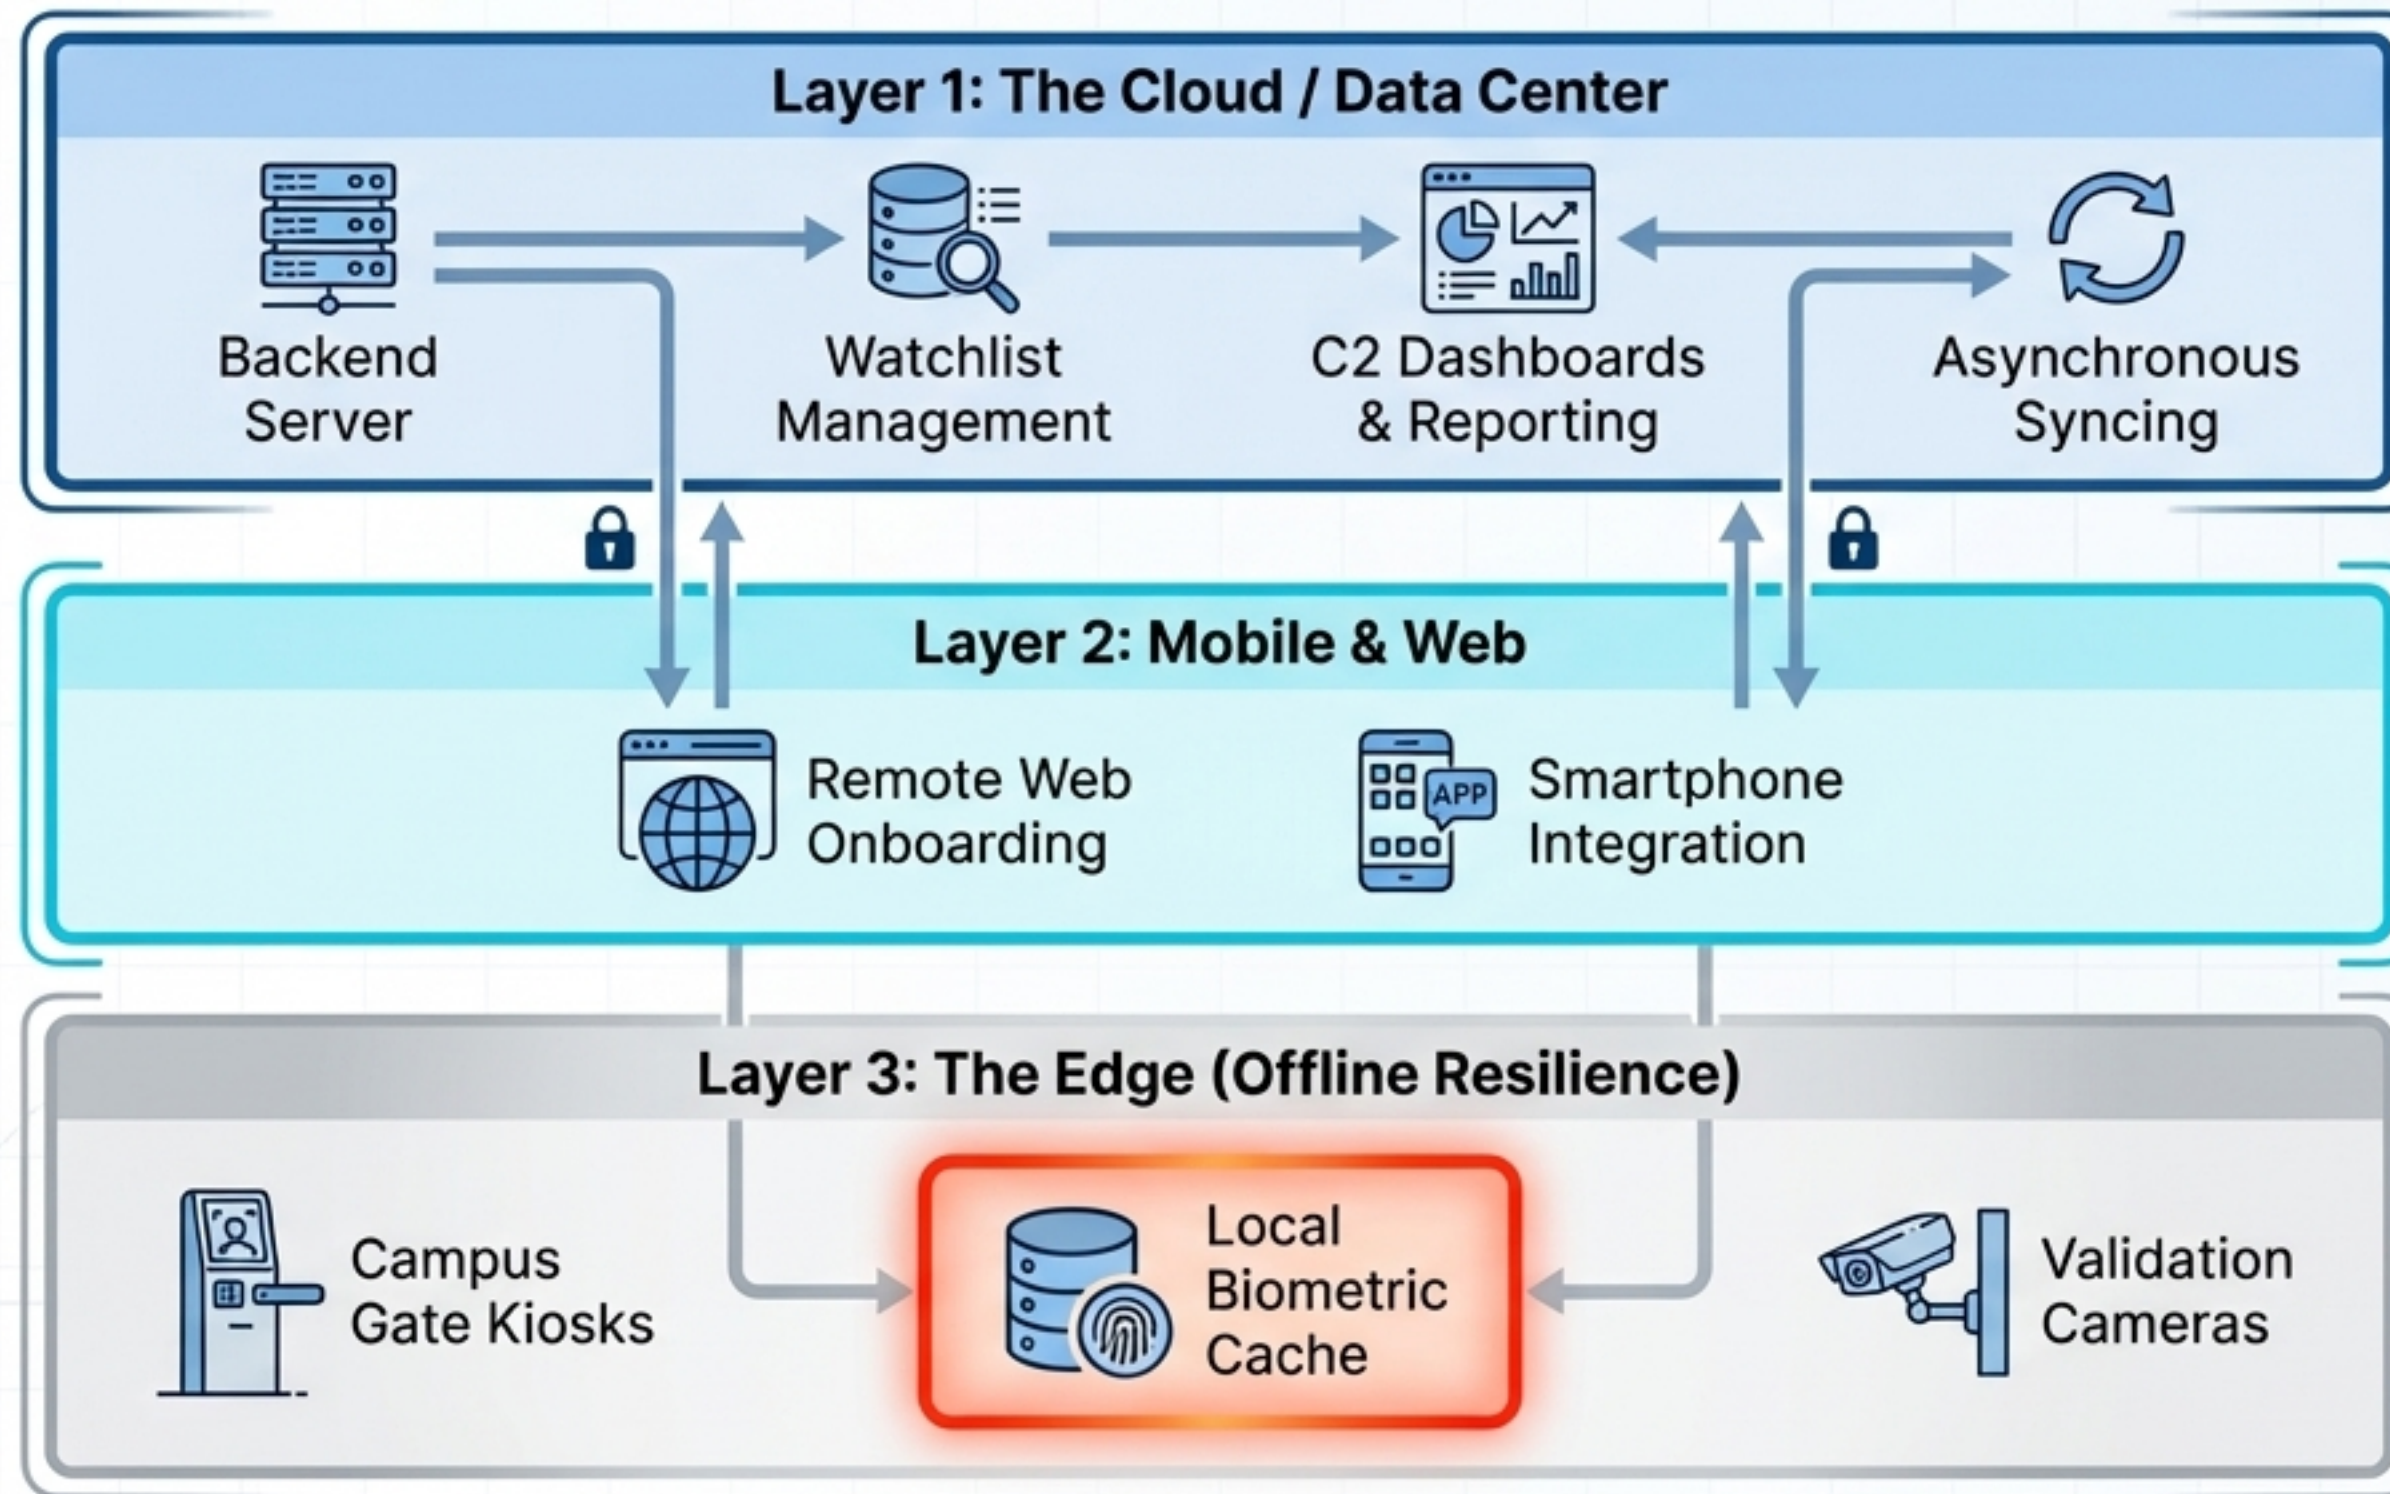 Layer 1: The Cloud / Data Center
Backend
Server
Watchlist
Management
C2 Dashboards
& Reporting
Asynchronous
Syncing
Layer 2: Mobile & Web
Remote Web
Onboarding
APP
Smartphone
Integration
Layer 3: The Edge (Offline Resilience)
Campus
Gate Kiosks
Local
Biometric
Cache
Validation
Cameras